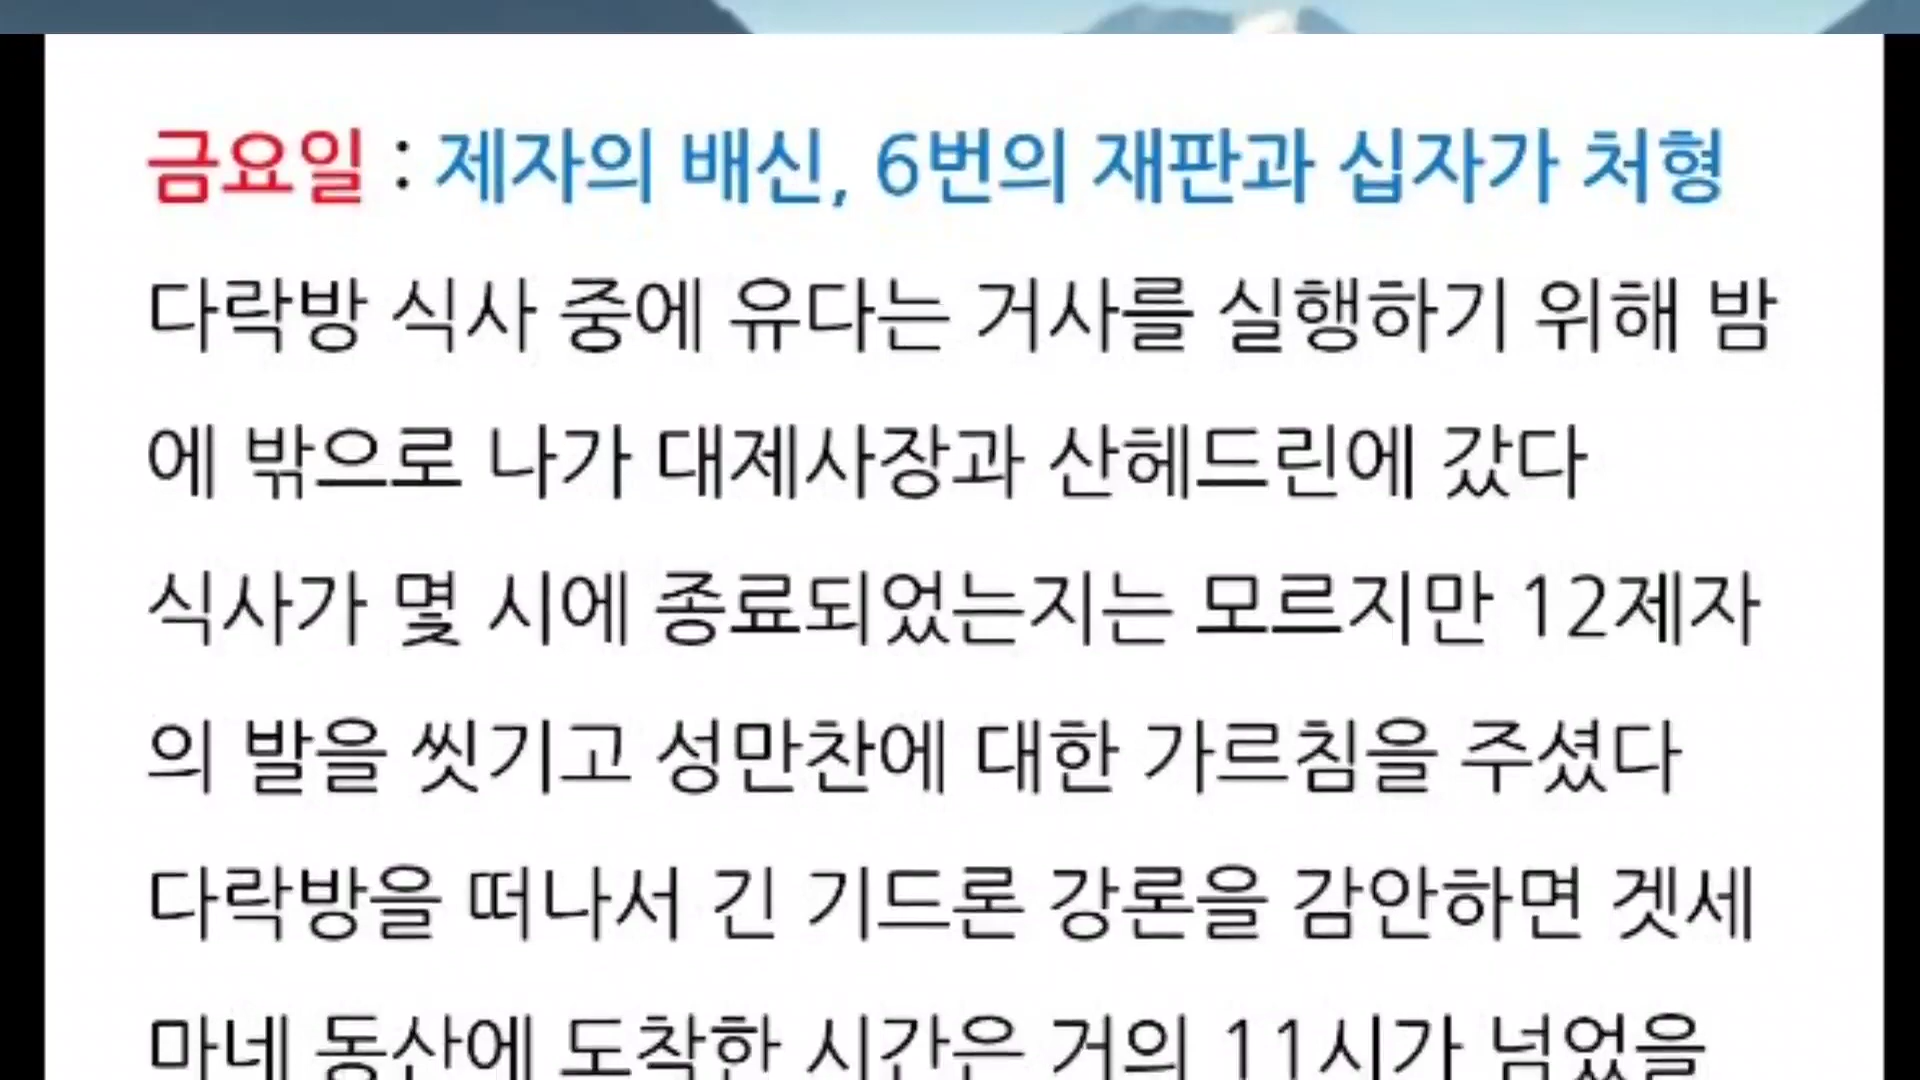 금요일 : 제자의 배신, 6번의 재판과 십자가 처형
다락방 식사 중에 유다는 거사를 실행하기 위해 밤
에 밖으로 나가 대제사장과 산헤드린에 갔다
식사가 몇 시에 종료되었는지는 모르지만 12제자
의 발을 씻기고 성만찬에 대한 가르침을 주셨다
다락방을 떠나서 긴 기드론 강론을 감안하면 겟세
마네 동산에 도착한 시간은 거의 11시가 넘었을